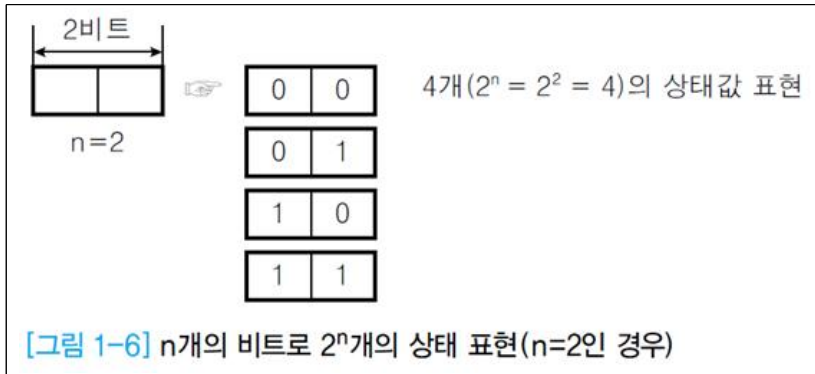 2비트
☞ 0 0 4개(2ⁿ = 2² = 4)의 상태값 표현
n=2
0 1
1 0
1 1
[그림 1-6] n개의 비트로 2ⁿ개의 상태 표현(n=2인 경우)